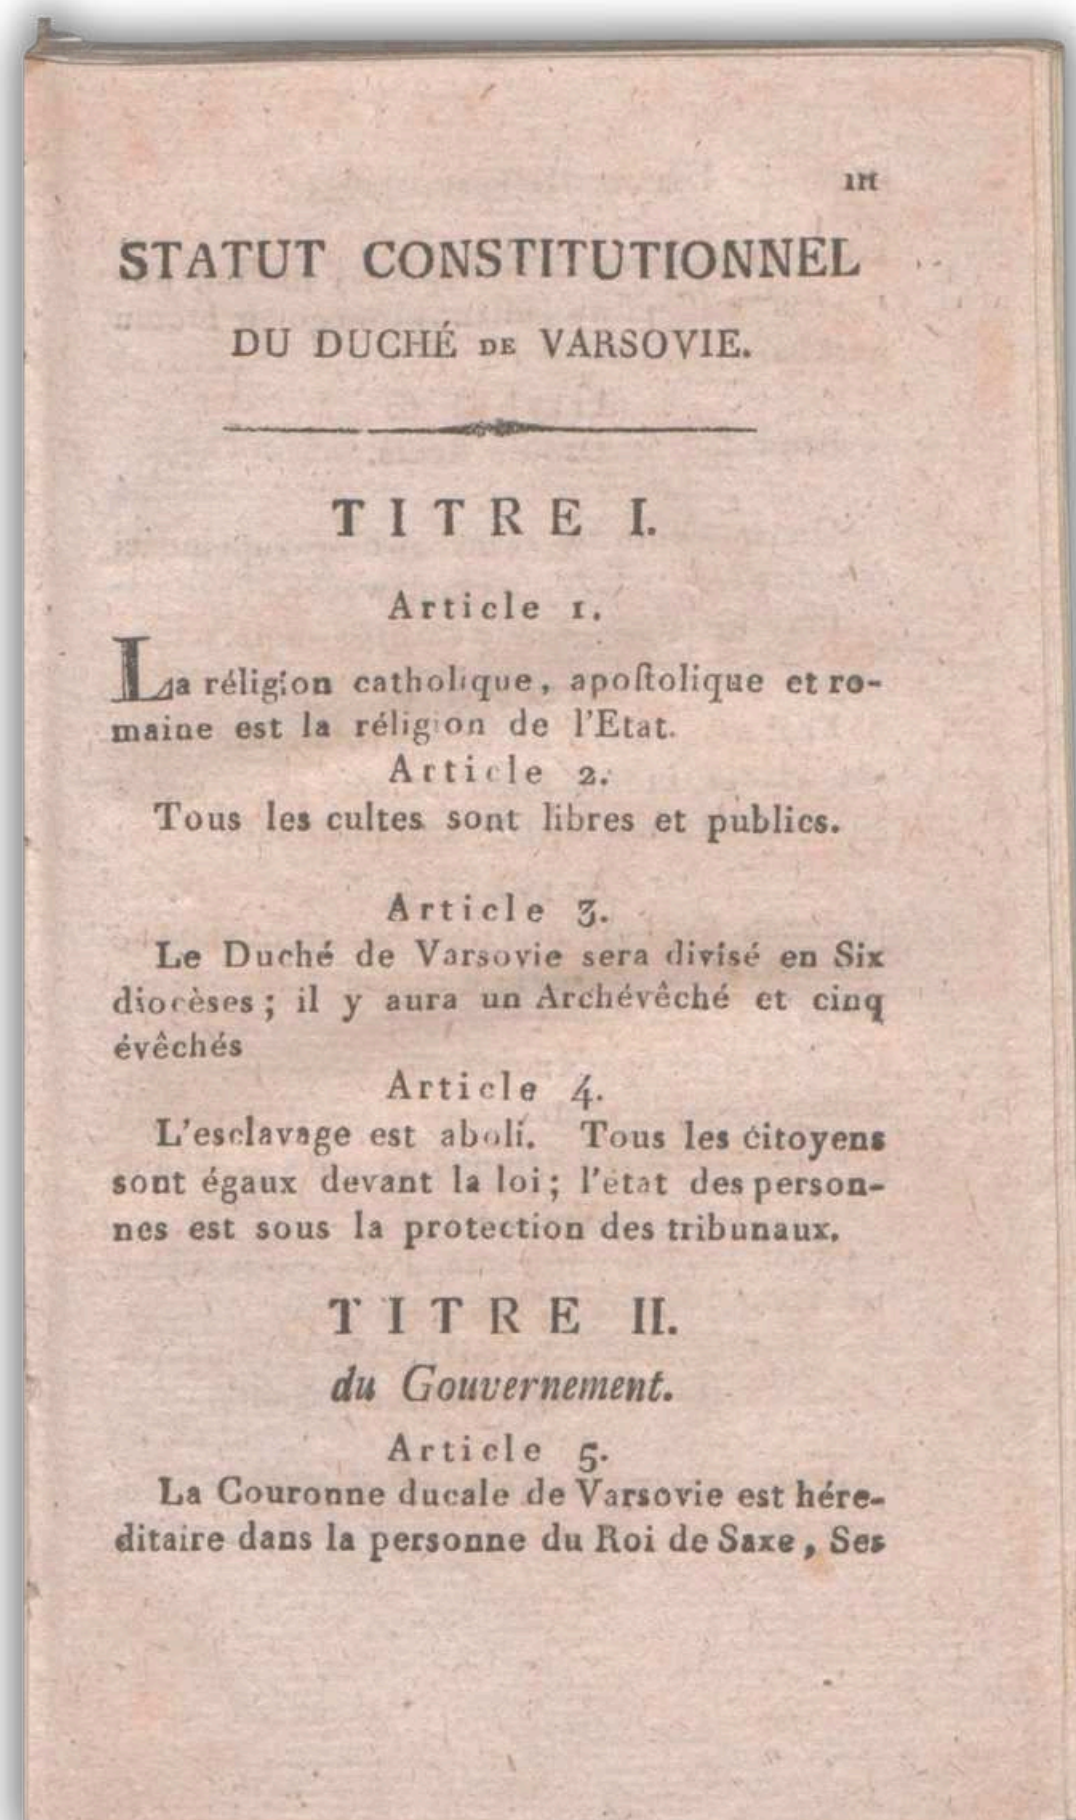 III
STATUT CONSTITUTIONNEL
DU DUCHÉ DE VARSOVIE.
TITRE I.
Article 1.
La réligion catholique, apoſtolique et ro-
maine est la réligion de l'Etat.
Article 2.
Tous les cultes sont libres et publics.
Article 3.
Le Duché de Varsovie sera divisé en Six
diocèses; il y aura un Archévêché et cinq
évêchés
Article 4.
L'esclavage est aboli. Tous les citoyens
sont égaux devant la loi; l'état des person-
nes est sous la protection des tribunaux.
TITRE II.
du Gouvernement.
Article 5.
La Couronne ducale de Varsovie est hére-
ditaire dans la personne du Roi de Saxe, Ses